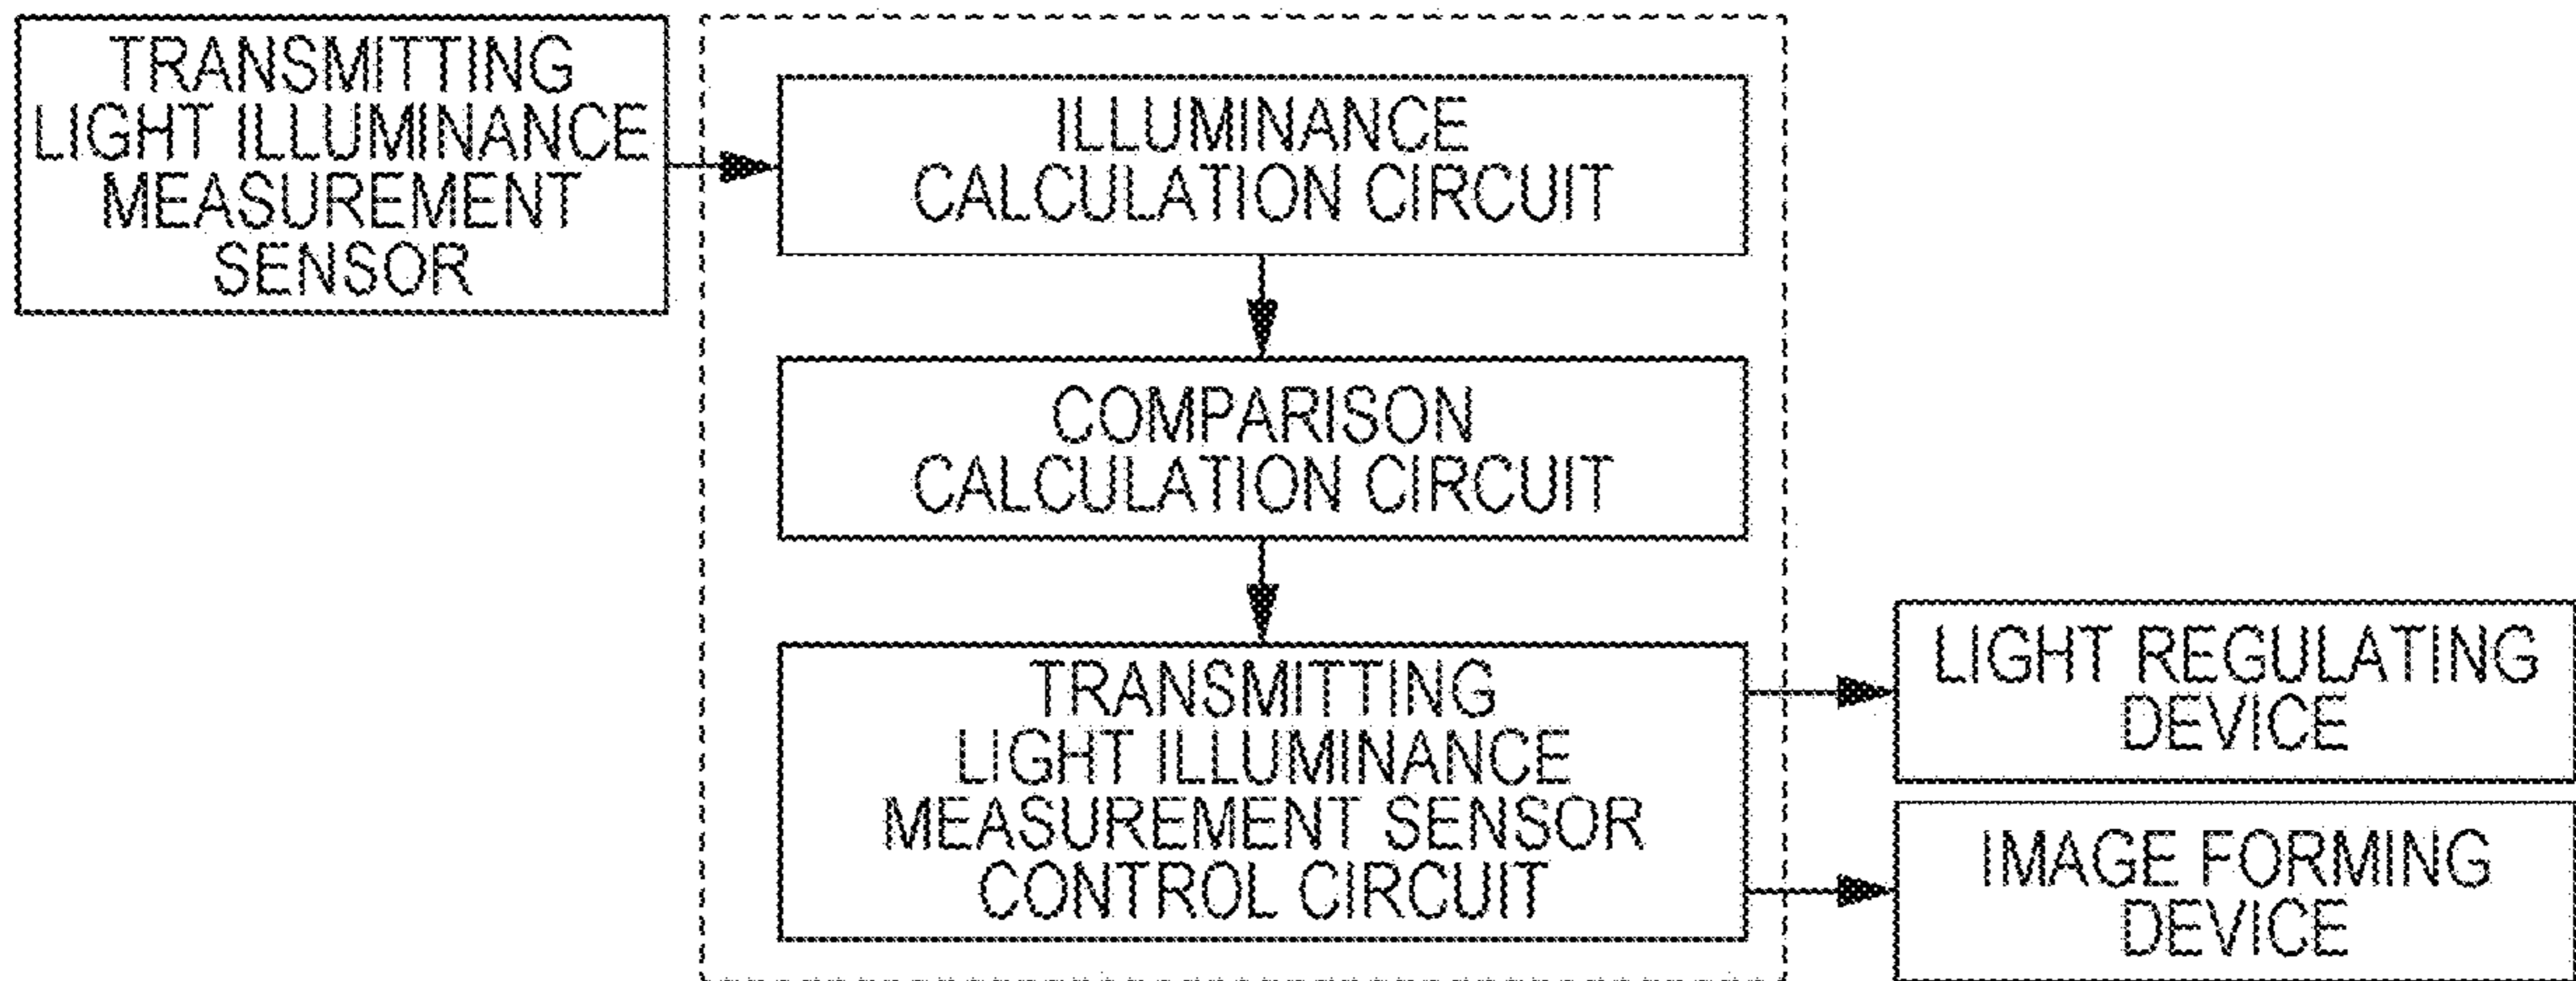 TRANSMITTING
LIGHT ILLUMINANCE
MEASUREMENT
SENSOR
ILLUMINANCE
CALCULATION CIRCUIT
COMPARISON
CALCULATION CIRCUIT
TRANSMITTING
LIGHT ILLUMINANCE
MEASUREMENT SENSOR
CONTROL CIRCUIT
LIGHT REGULATING
DEVICE
IMAGE FORMING
DEVICE